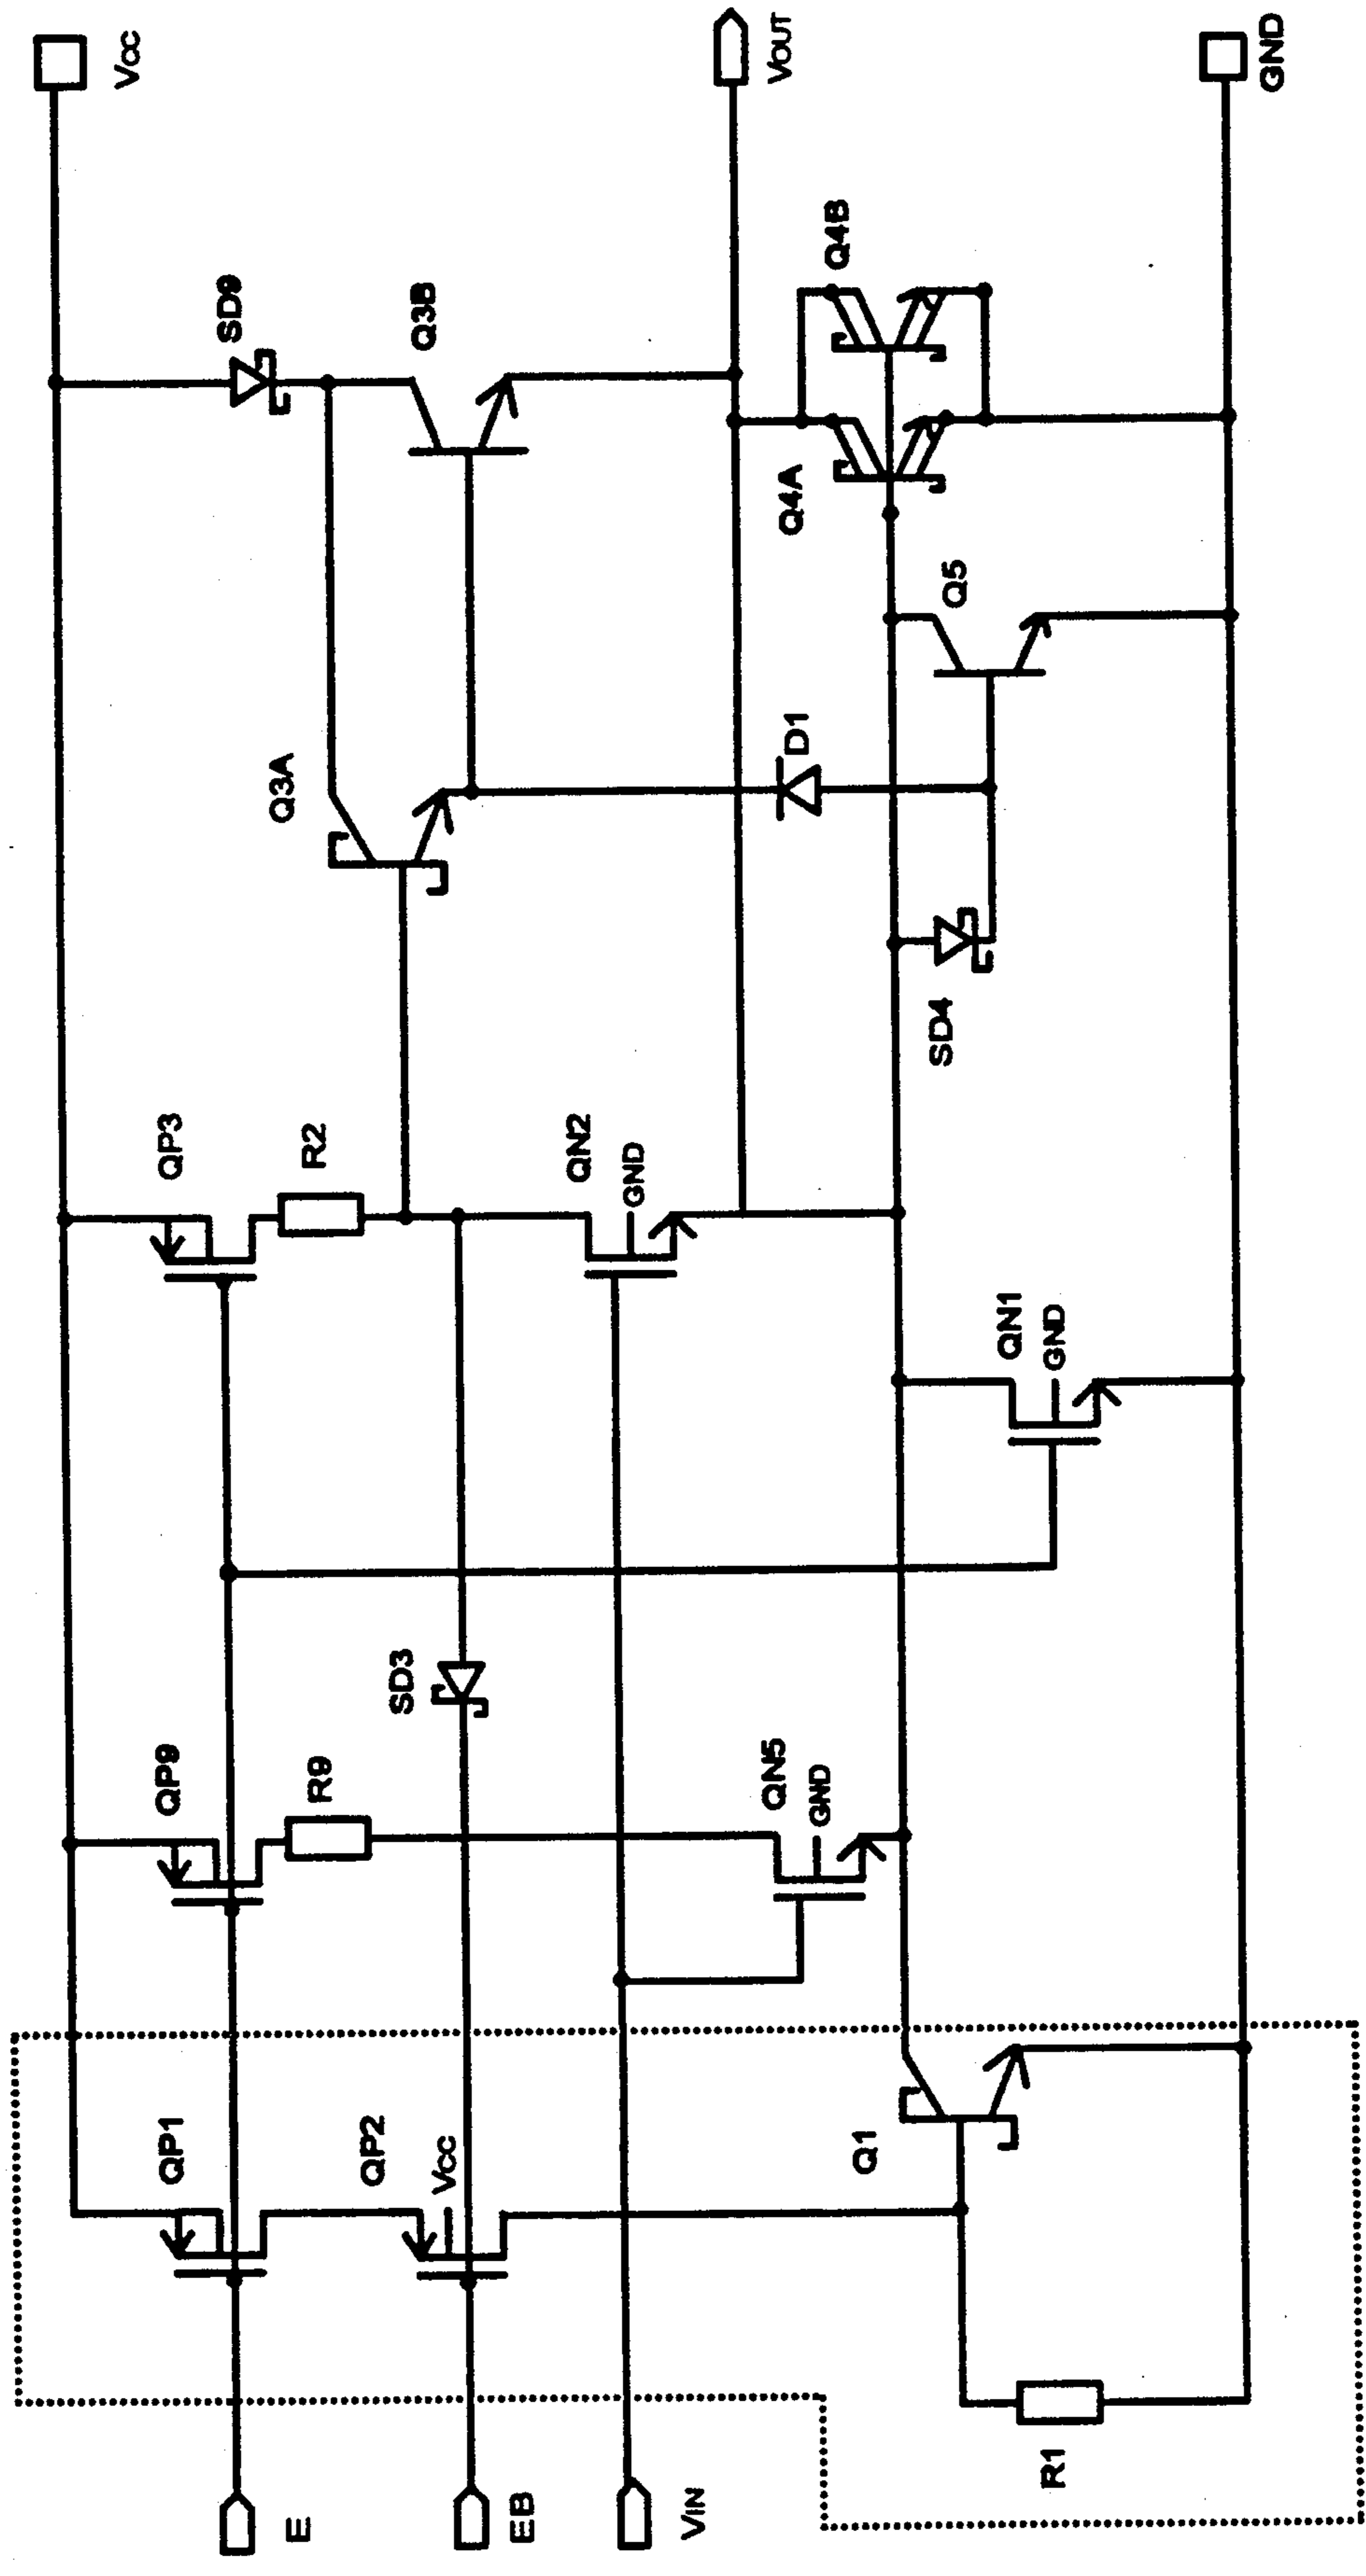 Vcc
VOUT
GND
SD9
Q3B
Q4B
Q4A
Q5
Q3A
D1
SD4
QP3
R2
QN2
GND
QN1
GND
SD3
QP9
R9
QN5
GND
QP1
QP2
Vcc
Q1
R1
E
EB
VIN